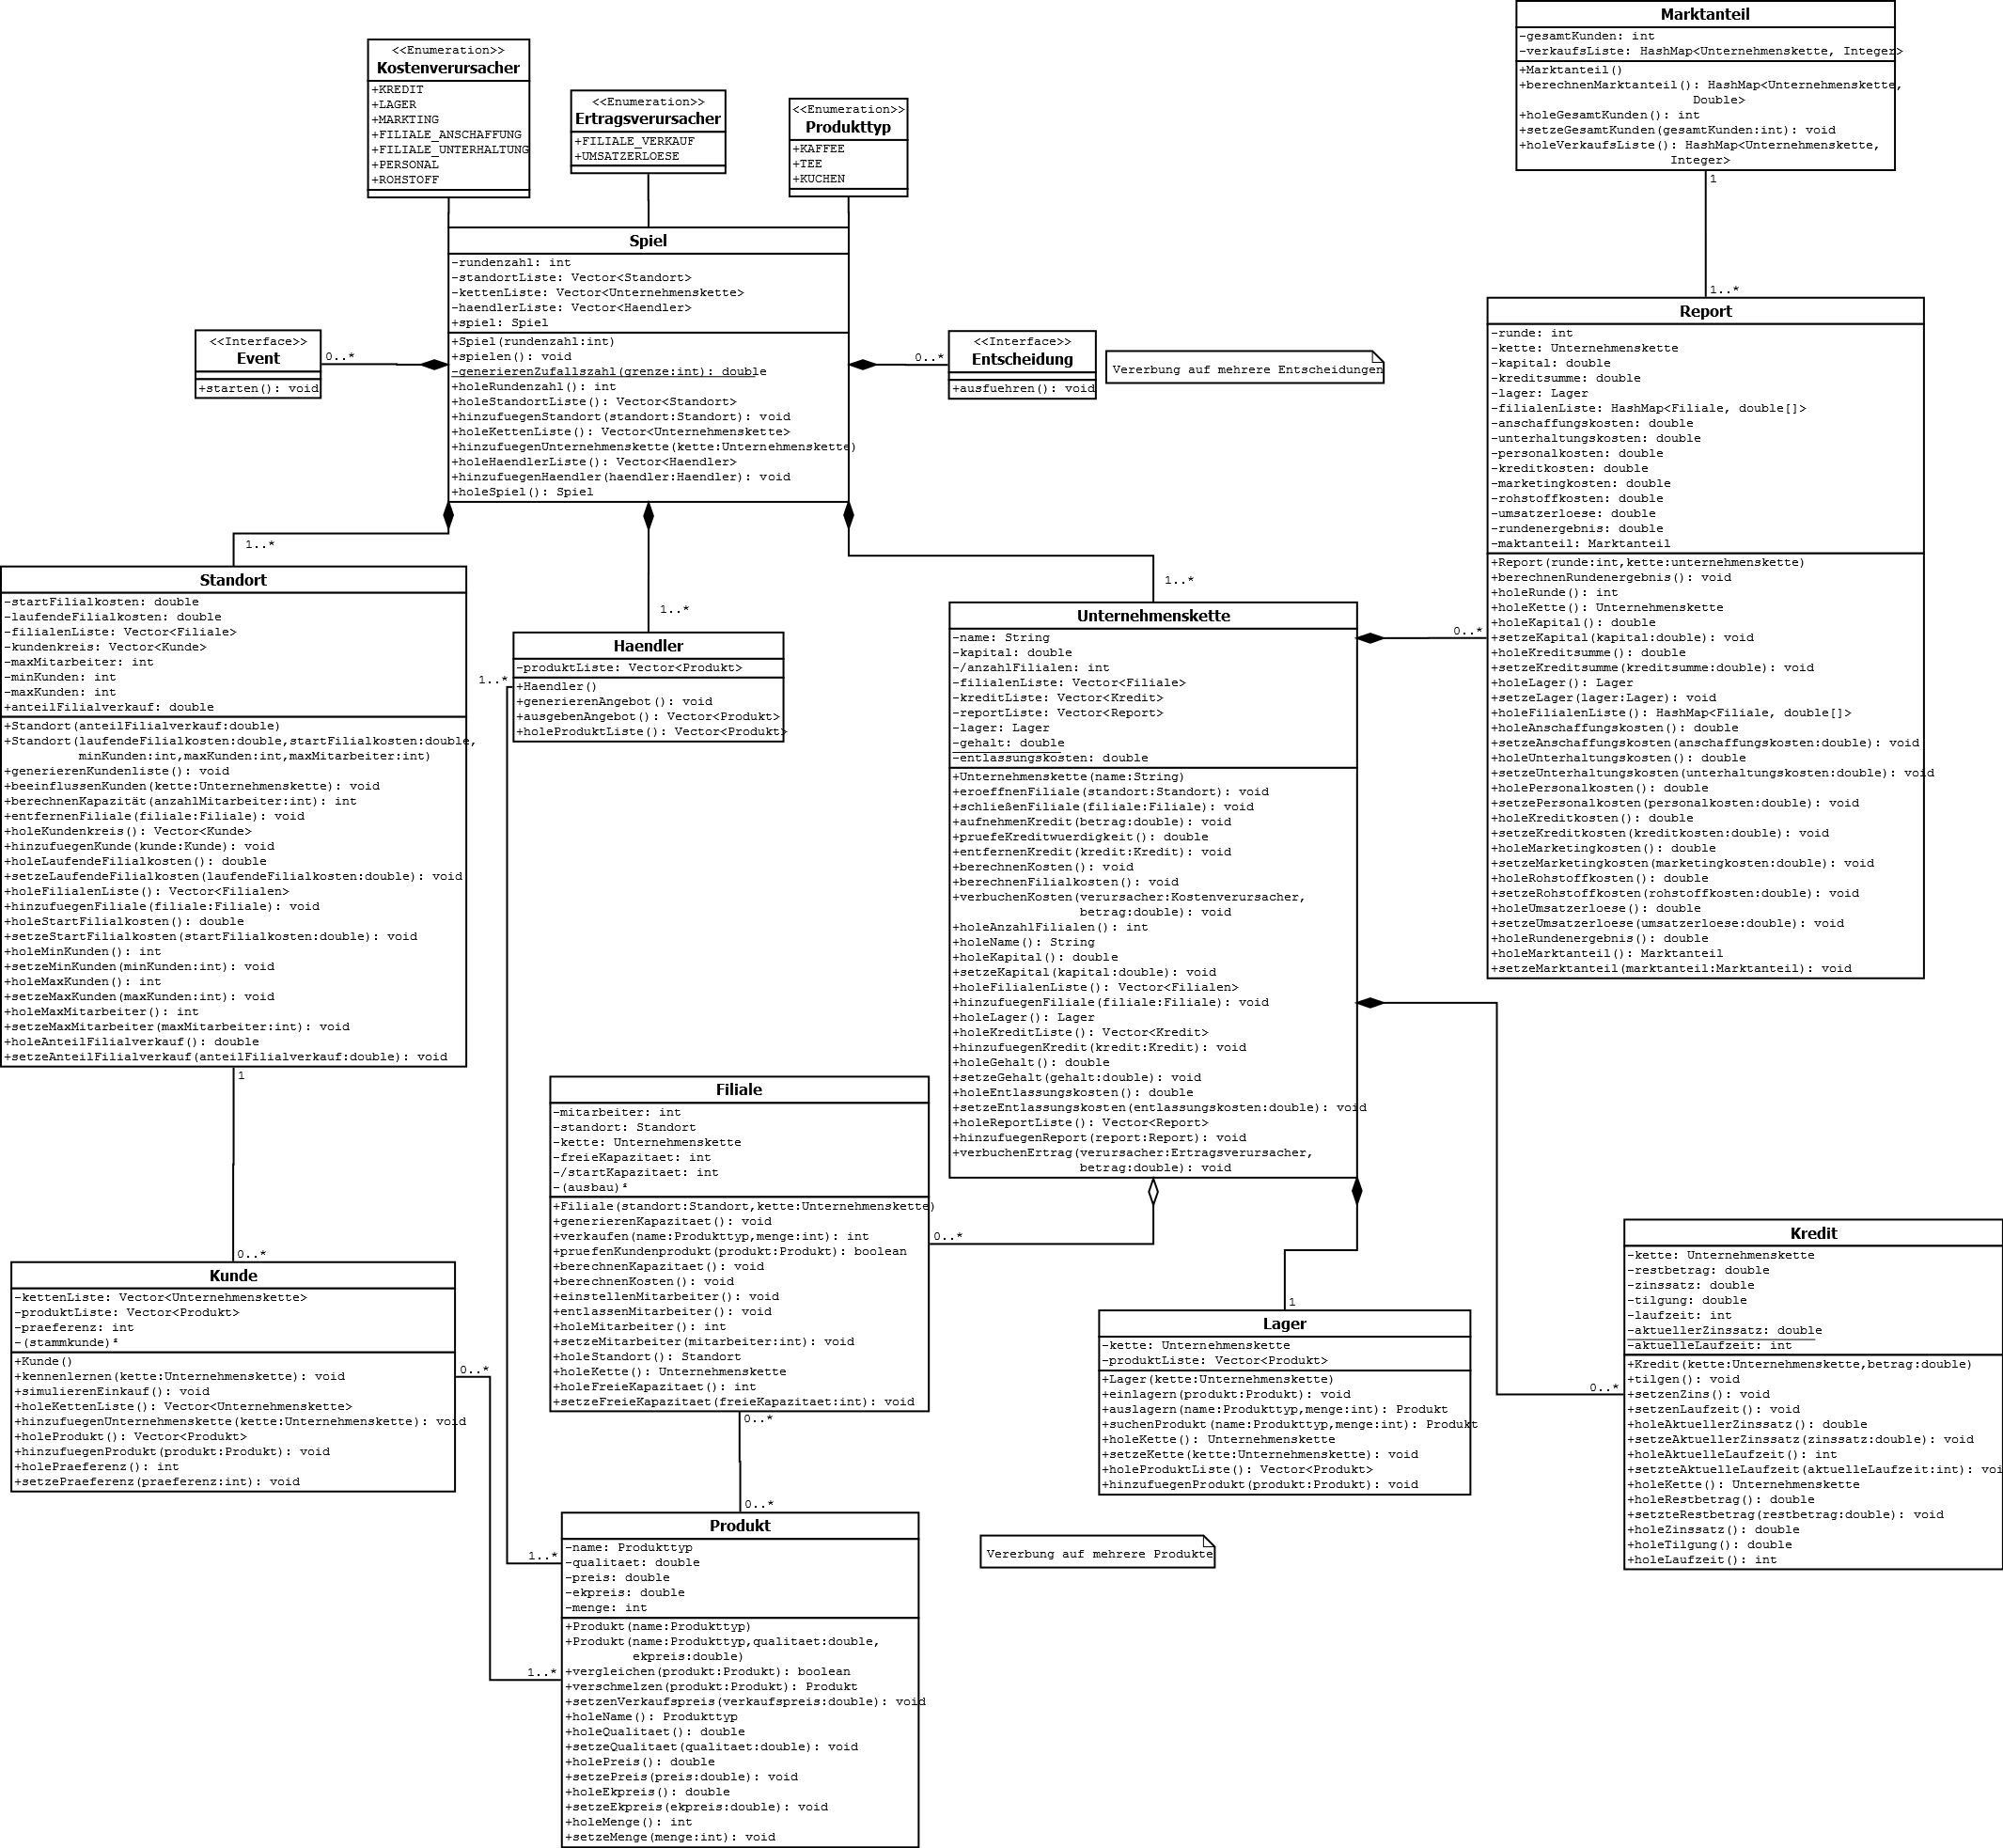 <<Enumeration>>
Kostenverursacher
+KREDIT
+LAGER
+MARKTING
+FILIALE_ANSCHAFFUNG
+FILIALE_UNTERHALTUNG
+PERSONAL
+ROHSTOFF
<<Enumeration>>
Ertragsverursacher
+FILIALE_VERKAUF
+UMSATZERLOESE
<<Enumeration>>
Produkttyp
+KAFFEE
+TEE
+KUCHEN
Marktanteil
-gesamtKunden: int
-verkaufsListe: HashMap<Unternehmenskette, Integer>
+Marktanteil()
+berechnenMarktanteil(): HashMap<Unternehmenskette,
Double>
+holeGesamtKunden(): int
+setzeGesamtKunden(gesamtKunden:int): void
+holeVerkaufsListe(): HashMap<Unternehmenskette,
Integer>
1
1..*
Spiel
-rundenzahl: int
-standortListe: Vector<Standort>
-kettenListe: Vector<Unternehmenskette>
-haendlerListe: Vector<Haendler>
+spiel: Spiel
+Spiel(rundenzahl:int)
+spielen(): void
-generierenZufallszahl(grenze:int): double
+holeRundenzahl(): int
+holeStandortListe(): Vector<Standort>
+hinzufuegenStandort(standort:Standort): void
+holeKettenListe(): Vector<Unternehmenskette>
+hinzufuegenUnternehmenskette(kette:Unternehmenskette)
+holeHaendlerListe(): Vector<Haendler>
+hinzufuegenHaendler(haendler:Haendler): void
+holeSpiel(): Spiel
<<Interface>>
Event
+starten(): void
0..*
0..*
<<Interface>>
Entscheidung
+ausfuehren(): void
Vererbung auf mehrere Entscheidungen
Report
-runde: int
-kette: Unternehmenskette
-kapital: double
-kreditsumme: double
-lager: Lager
-filialenListe: HashMap<Filiale, double[]>
-anschaffungskosten: double
-unterhaltungskosten: double
-personalkosten: double
-kreditkosten: double
-marketingkosten: double
-rohstoffkosten: double
-umsatzerloese: double
-rundenergebnis: double
-maktanteil: Marktanteil
+Report(runde:int,kette:unternehmenskette)
+berechnenRundenergebnis(): void
+holeRunde(): int
+holeKette(): Unternehmenskette
+holeKapital(): double
+setzeKapital(kapital:double): void
+holeKreditsumme(): double
+setzeKreditsumme(kreditsumme:double): void
+holeLager(): Lager
+setzeLager(lager:Lager): void
+holeFilialenListe(): HashMap<Filiale, double[]>
+holeAnschaffungskosten(): double
+setzeAnschaffungskosten(anschaffungskosten:double): void
+holeUnterhaltungskosten(): double
+setzeUnterhaltungskosten(unterhaltungskosten:double): void
+holePersonalkosten(): double
+setzePersonalkosten(personalkosten:double): void
+holeKreditkosten(): double
+setzeKreditkosten(kreditkosten:double): void
+holeMarketingkosten(): double
+setzeMarketingkosten(marketingkosten:double): void
+holeRohstoffkosten(): double
+setzeRohstoffkosten(rohstoffkosten:double): void
+holeUmsatzerloese(): double
+setzeUmsatzerloese(umsatzerloese:double): void
+holeRundenergebnis(): double
+holeMarktanteil(): Marktanteil
+setzeMarktanteil(marktanteil:Marktanteil): void
1..*
Standort
-startFilialkosten: double
-laufendeFilialkosten: double
-filialenListe: Vector<Filiale>
-kundenkreis: Vector<Kunde>
-maxMitarbeiter: int
-minKunden: int
-maxKunden: int
+anteilFilialverkauf: double
+Standort(anteilFilialverkauf:double)
+Standort(laufendeFilialkosten:double,startFilialkosten:double,
minKunden:int,maxKunden:int,maxMitarbeiter:int)
+generierenKundenliste(): void
+beeinflussenKunden(kette:Unternehmenskette): void
+berechnenKapazität(anzahlMitarbeiter:int): int
+entfernenFiliale(filiale:Filiale): void
+holeKundenkreis(): Vector<Kunde>
+hinzufuegenKunde(kunde:Kunde): void
+holeLaufendeFilialkosten(): double
+setzeLaufendeFilialkosten(laufendeFilialkosten:double): void
+holeFilialenListe(): Vector<Filialen>
+hinzufuegenFiliale(filiale:Filiale): void
+holeStartFilialkosten(): double
+setzeStartFilialkosten(startFilialkosten:double): void
+holeMinKunden(): int
+setzeMinKunden(minKunden:int): void
+holeMaxKunden(): int
+setzeMaxKunden(maxKunden:int): void
+holeMaxMitarbeiter(): int
+setzeMaxMitarbeiter(maxMitarbeiter:int): void
+holeAnteilFilialverkauf(): double
+setzeAnteilFilialverkauf(anteilFilialverkauf:double): void
1
0..*
1..*
Haendler
-produktListe: Vector<Produkt>
+Haendler()
+generierenAngebot(): void
+ausgebenAngebot(): Vector<Produkt>
+holeProduktListe(): Vector<Produkt>
1..*
1..*
Unternehmenskette
-name: String
-kapital: double
-/anzahlFilialen: int
-filialenListe: Vector<Filiale>
-kreditListe: Vector<Kredit>
-reportListe: Vector<Report>
-lager: Lager
-gehalt: double
-entlassungskosten: double
+Unternehmenskette(name:String)
+eroeffnenFiliale(standort:Standort): void
+schließenFiliale(filiale:Filiale): void
+aufnehmenKredit(betrag:double): void
+pruefeKreditwuerdigkeit(): double
+entfernenKredit(kredit:Kredit): void
+berechnenKosten(): void
+berechnenFilialkosten(): void
+verbuchenKosten(verursacher:Kostenverursacher,
betrag:double): void
+holeAnzahlFilialen(): int
+holeName(): String
+holeKapital(): double
+setzeKapital(kapital:double): void
+holeFilialenListe(): Vector<Filialen>
+hinzufuegenFiliale(filiale:Filiale): void
+holeLager(): Lager
+holeKreditListe(): Vector<Kredit>
+hinzufuegenKredit(kredit:Kredit): void
+holeGehalt(): double
+setzeGehalt(gehalt:double): void
+holeEntlassungskosten(): double
+setzeEntlassungskosten(entlassungskosten:double): void
+holeReportListe(): Vector<Report>
+hinzufuegenReport(report:Report): void
+verbuchenErtrag(verursacher:Ertragsverursacher,
betrag:double): void
0..*
Filiale
-mitarbeiter: int
-standort: Standort
-kette: Unternehmenskette
-freieKapazitaet: int
-/startKapazitaet: int
-(ausbau)*
+Filiale(standort:Standort,kette:Unternehmenskette)
+generierenKapazitaet(): void
+verkaufen(name:Produkttyp,menge:int): int
+pruefenKundenprodukt(produkt:Produkt): boolean
+berechnenKapazitaet(): void
+berechnenKosten(): void
+einstellenMitarbeiter(): void
+entlassenMitarbeiter(): void
+holeMitarbeiter(): int
+setzeMitarbeiter(mitarbeiter:int): void
+holeStandort(): Standort
+holeKette(): Unternehmenskette
+holeFreieKapazitaet(): int
+setzeFreieKapazitaet(freieKapazitaet:int): void
0..*
0..*
0..*
Kunde
-kettenListe: Vector<Unternehmenskette>
-produktListe: Vector<Produkt>
-praeferenz: int
-(stammkunde)*
+Kunde()
+kennenlernen(kette:Unternehmenskette): void
+simulierenEinkauf(): void
+holeKettenListe(): Vector<Unternehmenskette>
+hinzufuegenUnternehmenskette(kette:Unternehmenskette): void
+holeProdukt(): Vector<Produkt>
+hinzufuegenProdukt(produkt:Produkt): void
+holePraeferenz(): int
+setzePraeferenz(praeferenz:int): void
0..*
1
Lager
-kette: Unternehmenskette
-produktListe: Vector<Produkt>
+Lager(kette:Unternehmenskette)
+einlagern(produkt:Produkt): void
+auslagern(name:Produkttyp,menge:int): Produkt
+suchenProdukt(name:Produkttyp,menge:int): Produkt
+holeKette(): Unternehmenskette
+setzeKette(kette:Unternehmenskette): void
+holeProduktListe(): Vector<Produkt>
+hinzufuegenProdukt(produkt:Produkt): void
0..*
Kredit
-kette: Unternehmenskette
-restbetrag: double
-zinssatz: double
-tilgung: double
-laufzeit: int
-aktuellerZinssatz: double
-aktuelleLaufzeit: int
+Kredit(kette:Unternehmenskette,betrag:double)
+tilgen(): void
+setzenZins(): void
+setzenLaufzeit(): void
+holeAktuellerZinssatz(): double
+setzeAktuellerZinssatz(zinssatz:double): void
+holeAktuelleLaufzeit(): int
+setzteAktuelleLaufzeit(aktuelleLaufzeit:int): voi
+holeKette(): Unternehmenskette
+holeRestbetrag(): double
+setzteRestbetrag(restbetrag:double): void
+holeZinssatz(): double
+holeTilgung(): double
+holeLaufzeit(): int
1..*
1..*
Produkt
-name: Produkttyp
-qualitaet: double
-preis: double
-ekpreis: double
-menge: int
+Produkt(name:Produkttyp)
+Produkt(name:Produkttyp,qualitaet:double,
ekpreis:double)
+vergleichen(produkt:Produkt): boolean
+verschmelzen(produkt:Produkt): Produkt
+setzenVerkaufspreis(verkaufspreis:double): void
+holeName(): Produkttyp
+holeQualitaet(): double
+setzeQualitaet(qualitaet:double): void
+holePreis(): double
+setzePreis(preis:double): void
+holeEkpreis(): double
+setzeEkpreis(ekpreis:double): void
+holeMenge(): int
+setzeMenge(menge:int): void
Vererbung auf mehrere Produkte